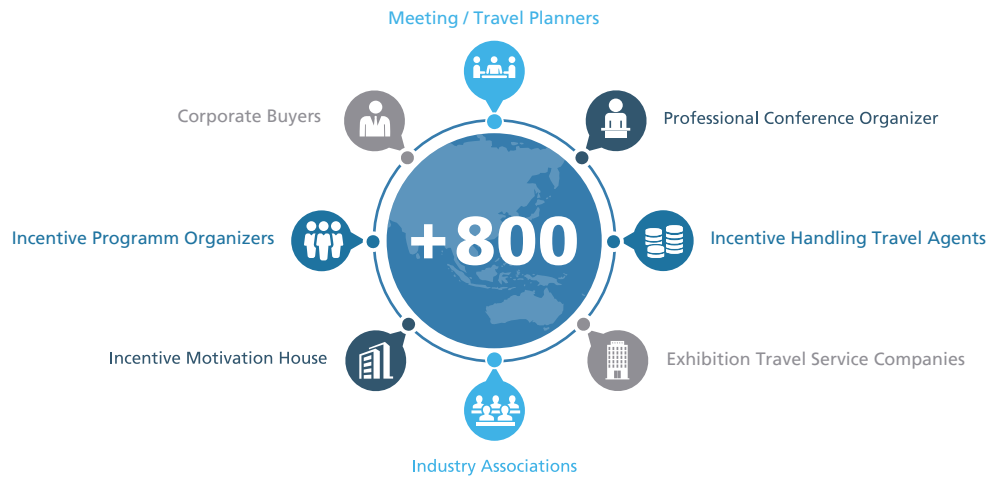 Meeting / Travel Planners
Corporate Buyers
Professional Conference Organizer
+800
Incentive Programm Organizers
Incentive Handling Travel Agents
Incentive Motivation House
Exhibition Travel Service Companies
Industry Associations